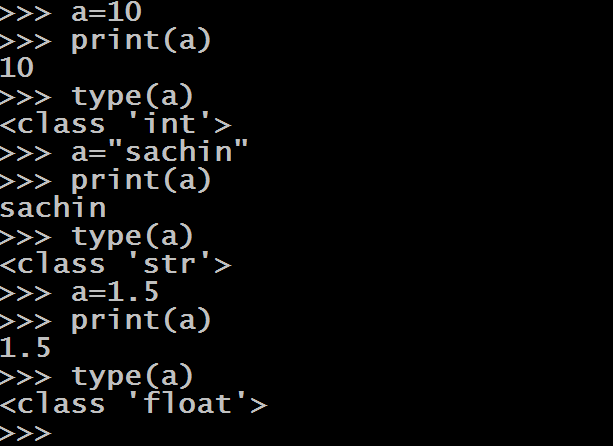 >>> a=10
>>> print(a)
10
>>> type(a)
<class 'int'>
>>> a="sachin"
>>> print(a)
sachin
>>> type(a)
<class 'str'>
>>> a=1.5
>>> print(a)
1.5
>>> type(a)
<class 'float'>
>>>